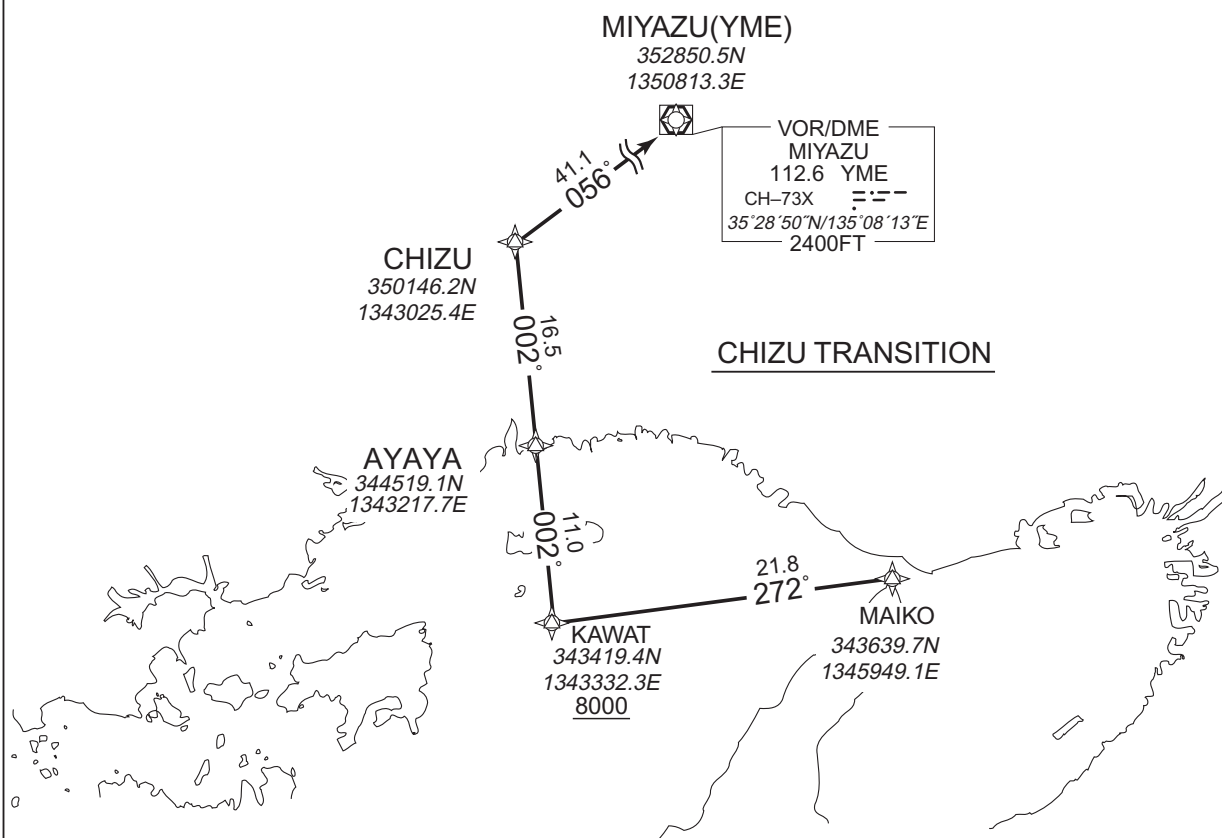 MIYAZU(YME)
352850.5N
1350813.3E
VOR/DME
MIYAZU
112.6 YME
CH–73X
35°28´50˝N/135°08´13˝E
2400FT
41.1
056°
CHIZU
350146.2N
1343025.4E
16.5
002°
CHIZU TRANSITION
AYAYA
344519.1N
1343217.7E
11.0
002°
21.8
272°
MAIKO
343639.7N
1345949.1E
KAWAT
343419.4N
1343332.3E
8000